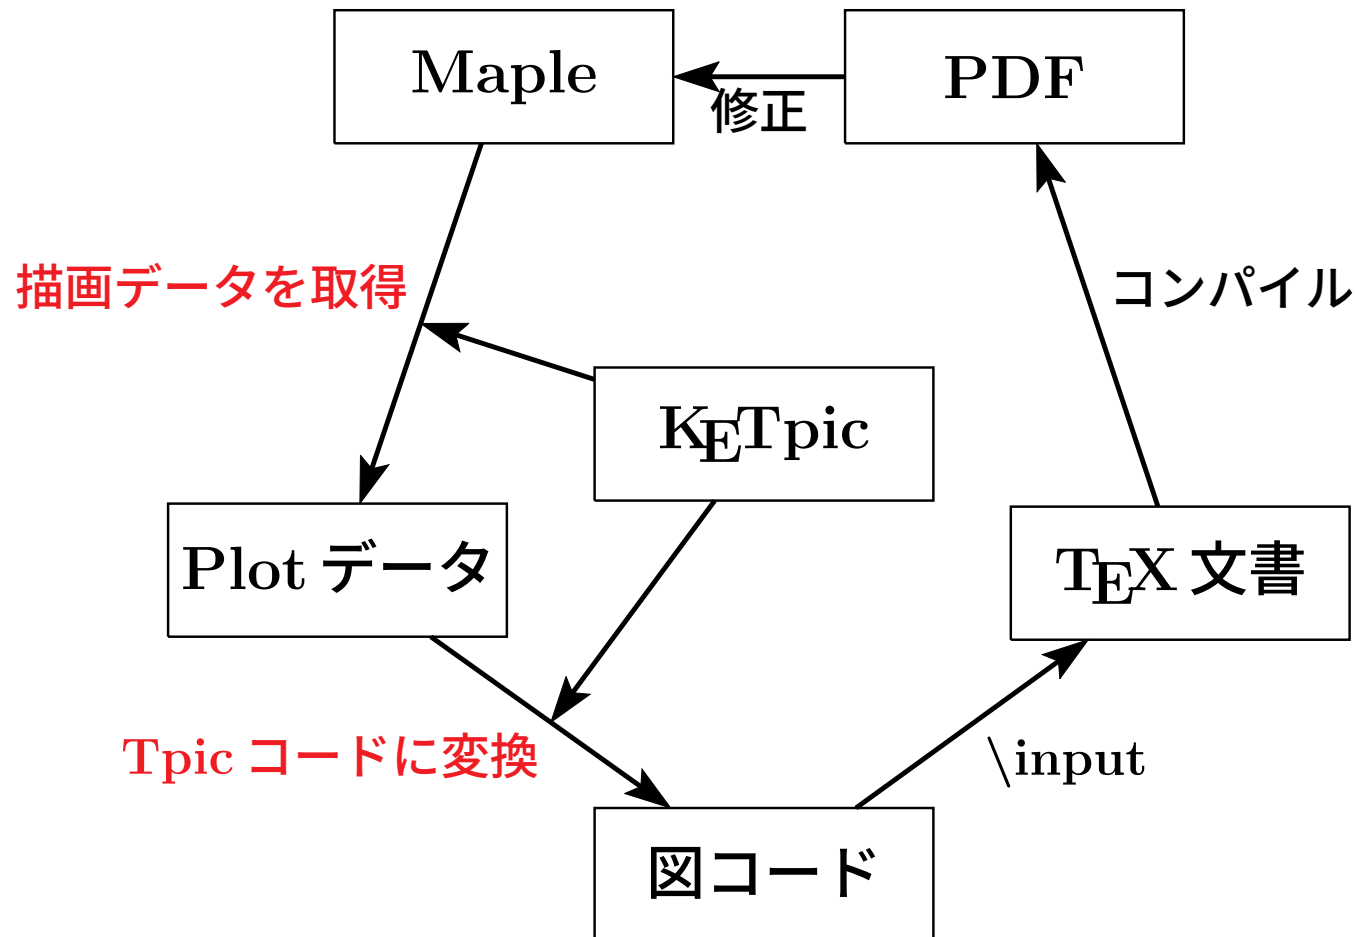 Maple
PDF
修正
描画データを取得
コンパイル
KETpic
Plot データ
TEX 文書
Tpic コードに変換
\input
図コード